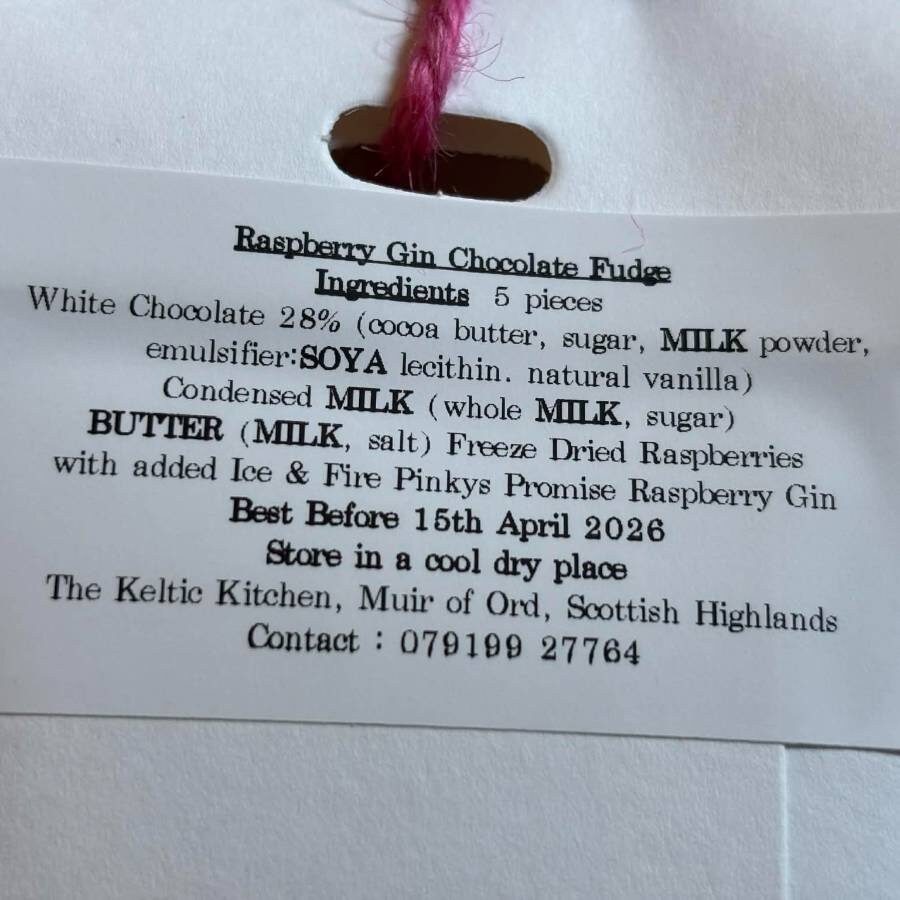 Raspberry Gin Chocolate Fudge
Ingredients 5 pieces
White Chocolate 28% (cocoa butter, sugar, MILK powder,
emulsifier:SOYA lecithin. natural vanilla)
Condensed MILK (whole MILK, sugar)
BUTTER (MILK, salt) Freeze Dried Raspberries
with added Ice & Fire Pinkys Promise Raspberry Gin
Best Before 15th April 2026
Store in a cool dry place
The Keltic Kitchen, Muir of Ord, Scottish Highlands
Contact : 079199 27764